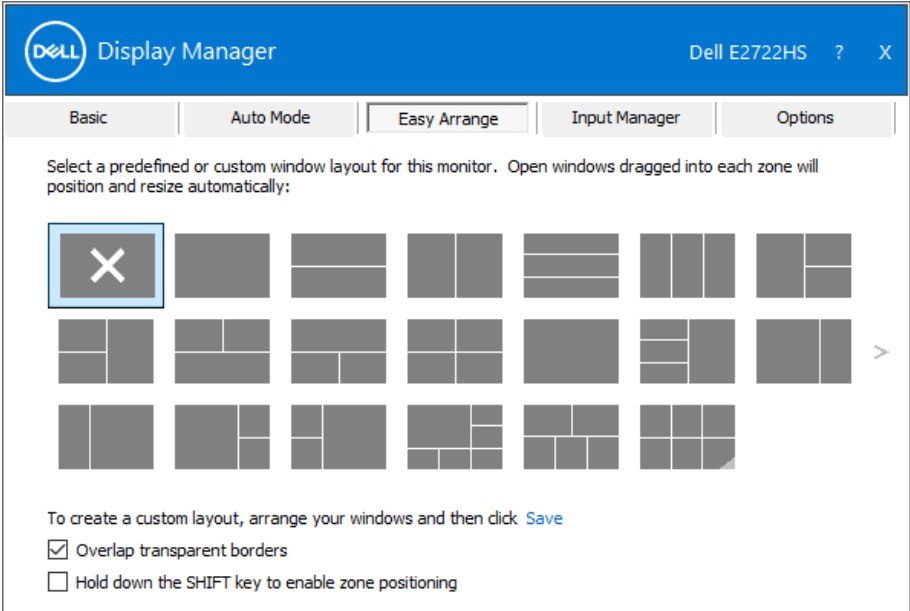 DELL Display Manager Dell E2722HS ? X
Basic Auto Mode Easy Arrange Input Manager Options
Select a predefined or custom window layout for this monitor. Open windows dragged into each zone will
position and resize automatically:
>
To create a custom layout, arrange your windows and then click Save
Overlap transparent borders
Hold down the SHIFT key to enable zone positioning